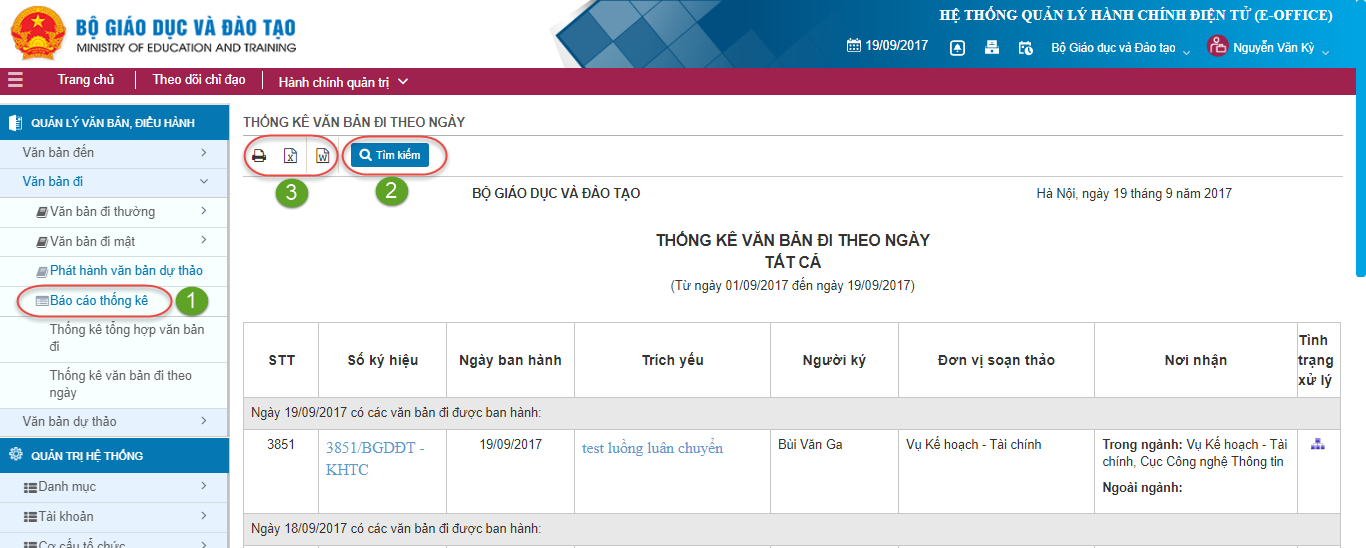 BỘ GIÁO DỤC VÀ ĐÀO TẠO
MINISTRY OF EDUCATION AND TRAINING
HỆ THỐNG QUẢN LÝ HÀNH CHÍNH ĐIỆN TỬ (E-OFFICE)
19/09/2017
Bộ Giáo dục và Đào tạo
Nguyễn Văn Kỳ
Trang chủ
Theo dõi chỉ đạo
Hành chính quản trị
QUẢN LÝ VĂN BẢN, ĐIỀU HÀNH
Văn bản đến
Văn bản đi
Văn bản đi thường
Văn bản đi mật
Phát hành văn bản dự thảo
Báo cáo thống kê
1
Thống kê tổng hợp văn bản
đi
Thống kê văn bản đi theo
ngày
Văn bản dự thảo
QUẢN TRỊ HỆ THỐNG
Danh mục
Tài khoản
Cơ cấu tổ chức
THỐNG KÊ VĂN BẢN ĐI THEO NGÀY
X
W
Tìm kiếm
3
2
BỘ GIÁO DỤC VÀ ĐÀO TẠO
Hà Nội, ngày 19 tháng 9 năm 2017
THỐNG KÊ VĂN BẢN ĐI THEO NGÀY
TẤT CẢ
(Từ ngày 01/09/2017 đến ngày 19/09/2017)
STT
Số ký hiệu
Ngày ban hành
Trích yếu
Người ký
Đơn vị soạn thảo
Nơi nhận
Tình
trạng
xử lý
Ngày 19/09/2017 có các văn bản đi được ban hành:
3851
3851/BGDĐT -
KHTC
19/09/2017
test luồng luân chuyển
Bùi Văn Ga
Vụ Kế hoạch - Tài chính
Trong ngành: Vụ Kế hoạch - Tài
chính, Cục Công nghệ Thông tin
Ngoài ngành:
Ngày 18/09/2017 có các văn bản đi được ban hành: